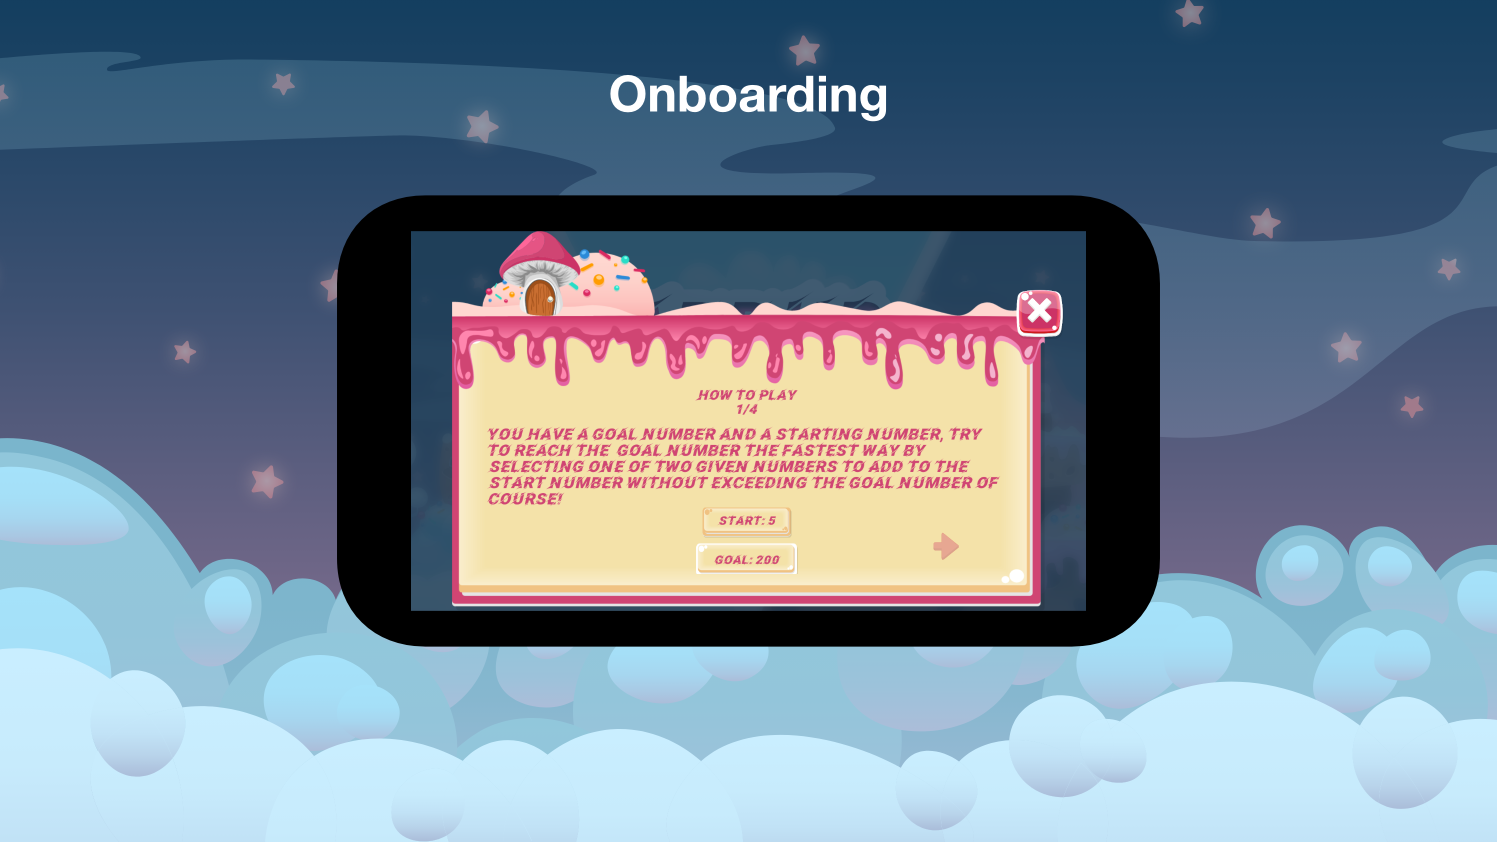 Onboarding
HOW TO PLAY
1/4
YOU HAVE A GOAL NUMBER AND A STARTING NUMBER, TRY
TO REACH THE GOAL NUMBER THE FASTEST WAY BY
SELECTING ONE OF TWO GIVEN NUMBERS TO ADD TO THE
START NUMBER WITHOUT EXCEEDING THE GOAL NUMBER OF
COURSE!
START: 5
GOAL: 200